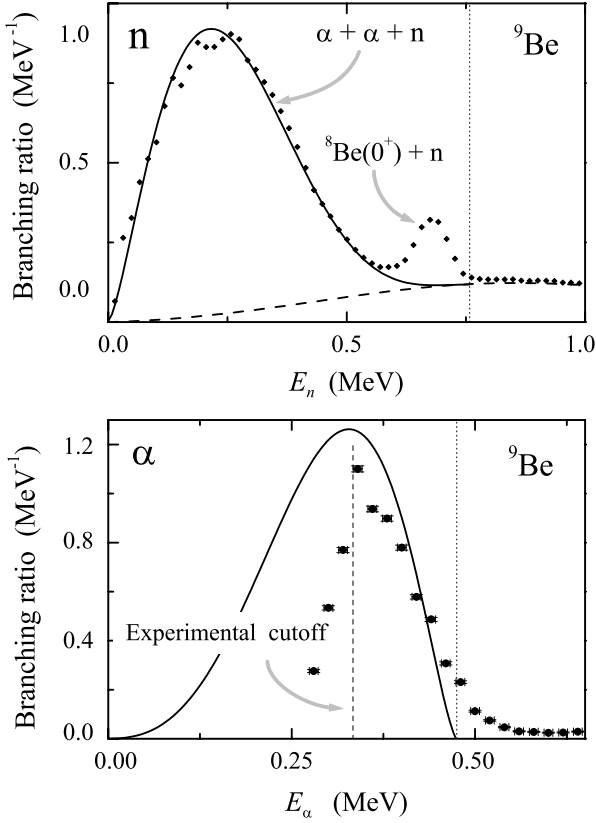 n
α + α + n
⁹Be
⁸Be(0⁺) + n
Branching ratio (MeV⁻¹)
1.0
0.5
0.0
0.0 0.5 1.0
Eₙ (MeV)
α
⁹Be
Experimental cutoff
Branching ratio (MeV⁻¹)
1.2
0.8
0.4
0.0
0.00 0.25 0.50
E_α (MeV)